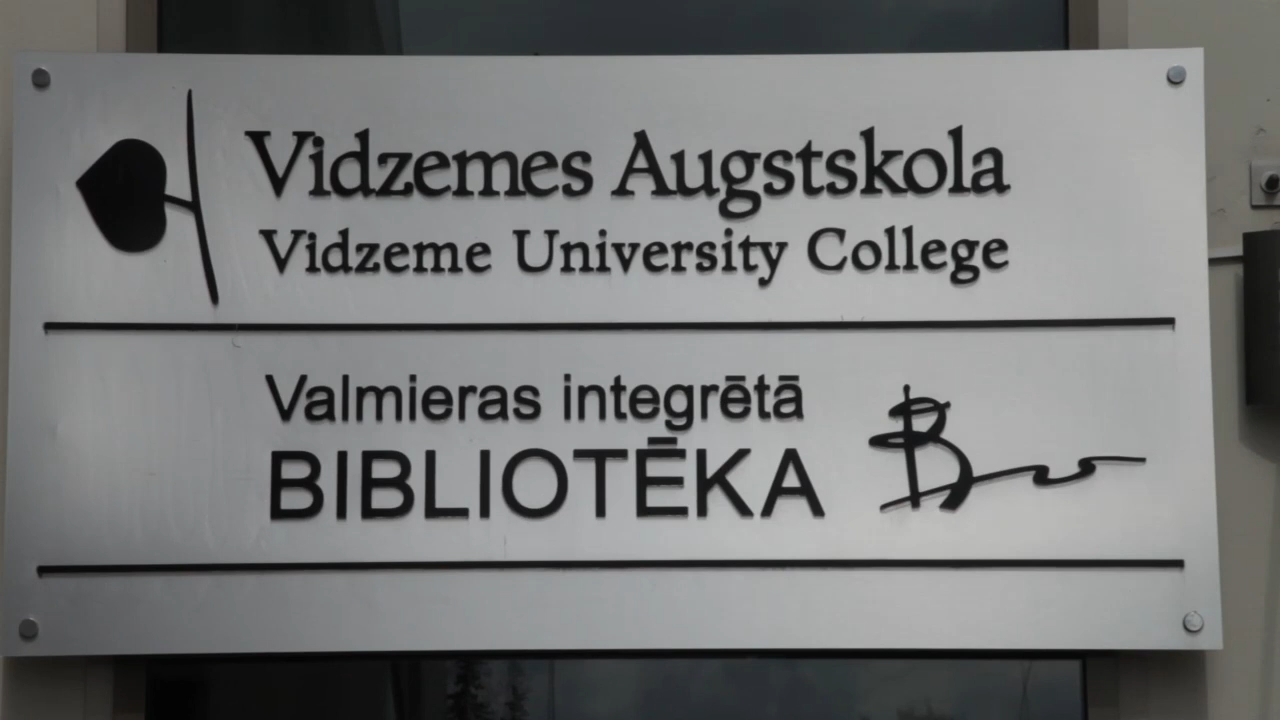 Vidzemes Augstskola
Vidzeme University College
Valmieras integrētā
BIBLIOTĒKA